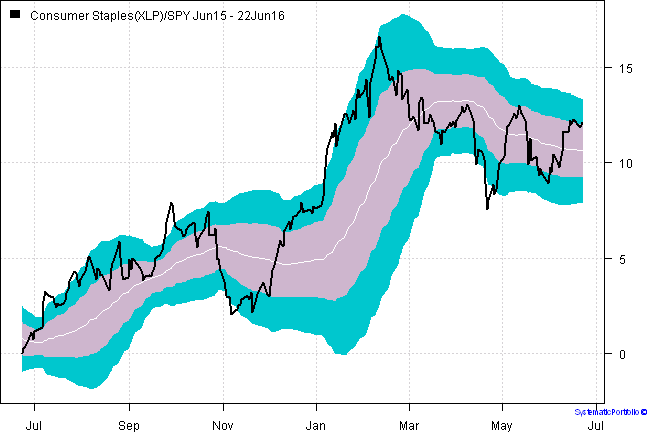 Consumer Staples(XLP)/SPY Jun15 - 22Jun16
15
10
5
0
SystematicPortfolio ©
Jul Sep Nov Jan Mar May Jul